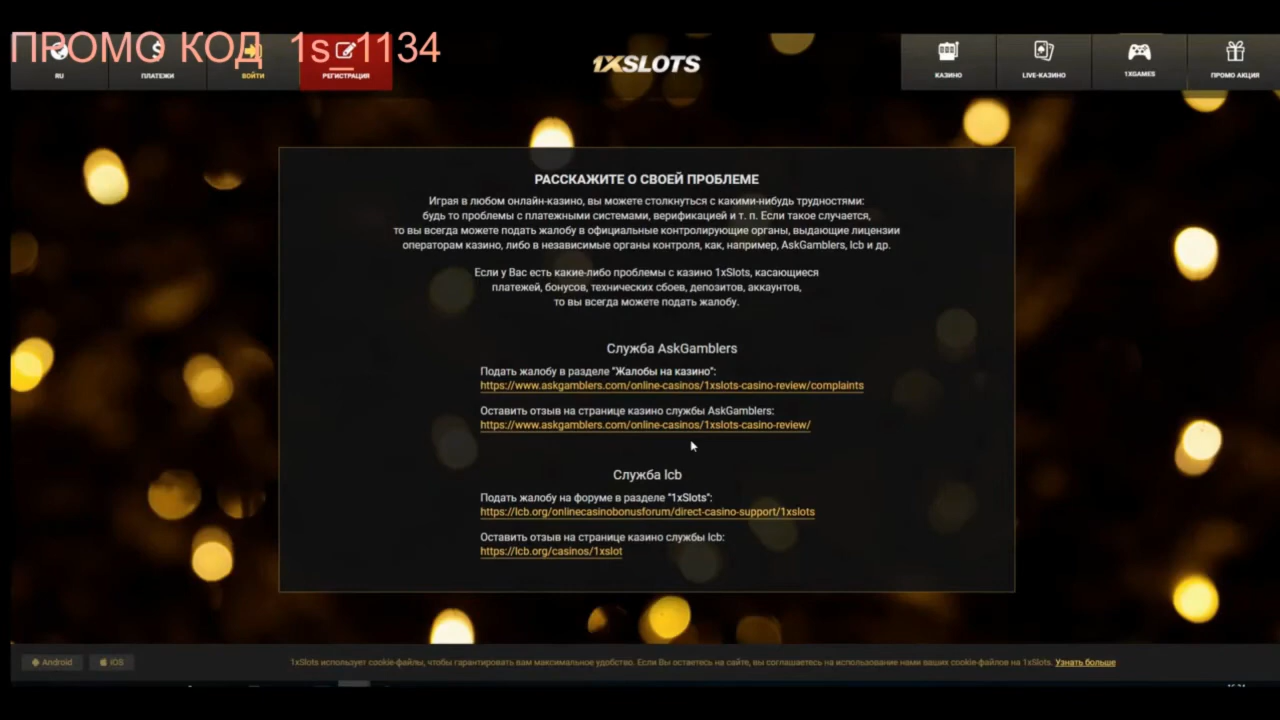 ПРОМО КОД 1s_1134
RU
ПЛАТЕЖИ
ВОЙТИ
РЕГИСТРАЦИЯ
1XSLOTS
КАЗИНО
LIVE-КАЗИНО
1XGAMES
ПРОМО АКЦИЯ
РАССКАЖИТЕ О СВОЕЙ ПРОБЛЕМЕ
Играя в любом онлайн-казино, вы можете столкнуться с какими-нибудь трудностями:
будь то проблемы с платежными системами, верификацией и т. п. Если такое случается,
то вы всегда можете подать жалобу в официальные контролирующие органы, выдающие лицензии
операторам казино, либо в независимые органы контроля, как, например, AskGamblers, lcb и др.
Если у Вас есть какие-либо проблемы с казино 1xSlots, касающиеся
платежей, бонусов, технических сбоев, депозитов, аккаунтов,
то вы всегда можете подать жалобу.
Служба AskGamblers
Подать жалобу в разделе "Жалобы на казино":
https://www.askgamblers.com/online-casinos/1xslots-casino-review/complaints
Оставить отзыв на странице казино службы AskGamblers:
https://www.askgamblers.com/online-casinos/1xslots-casino-review/
Служба lcb
Подать жалобу на форуме в разделе "1xSlots":
https://lcb.org/onlinecasinobonusforum/direct-casino-support/1xslots
Оставить отзыв на странице казино службы lcb:
https://lcb.org/casinos/1xslot
Android
iOS
1xSlots использует cookie-файлы, чтобы гарантировать вам максимальное удобство. Если Вы остаетесь на сайте, вы соглашаетесь на использование нами ваших cookie-файлов на 1xSlots. Узнать больше